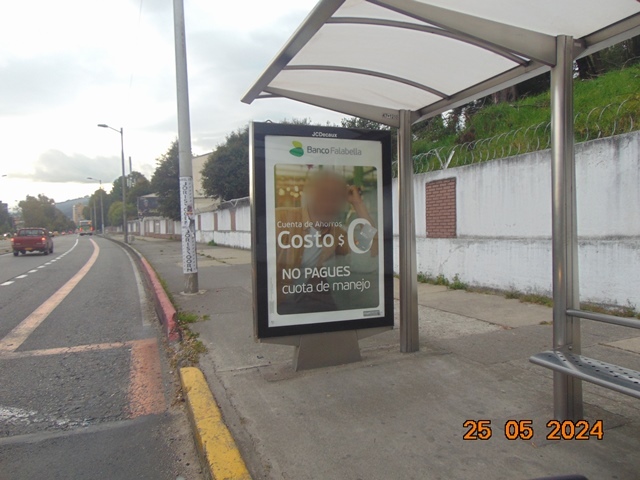 JCDecaux
Banco Falabella
Cuenta de Ahorros
Costo $ 0
NO PAGUES
cuota de manejo
25 05 2024